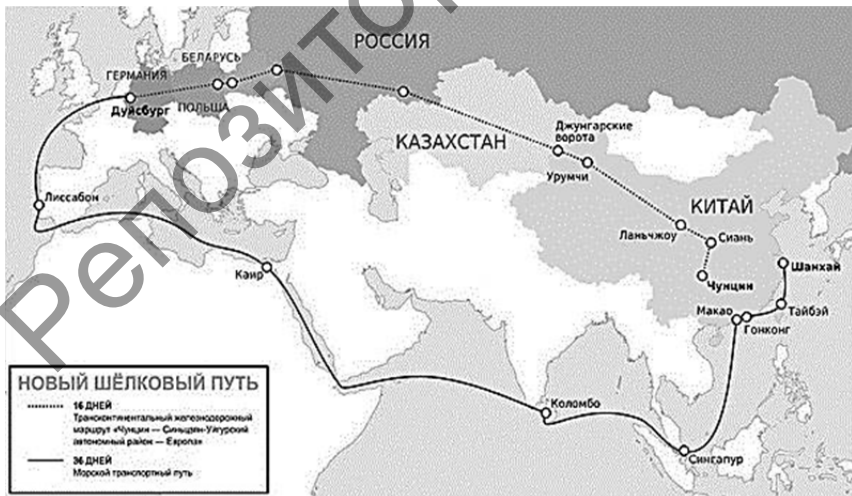 РОССИЯ
БЕЛАРУСЬ
ГЕРМАНИЯ
ПОЛЬША
Дуйсбург
КАЗАХСТАН
Джунгарские
ворота
Урумчи
КИТАЙ
Ланьчжоу
Сиань
Чунцин
Шанхай
Тайбэй
Макао
Гонконг
Лиссабон
Каир
Коломбо
Сингапур
НОВЫЙ ШЁЛКОВЫЙ ПУТЬ
16 ДНЕЙ
Трансконтинентальный железнодорожный
маршрут «Чунцин — Синьцзян-Уйгурский
автономный район — Европа»
36 ДНЕЙ
Морской транспортный путь